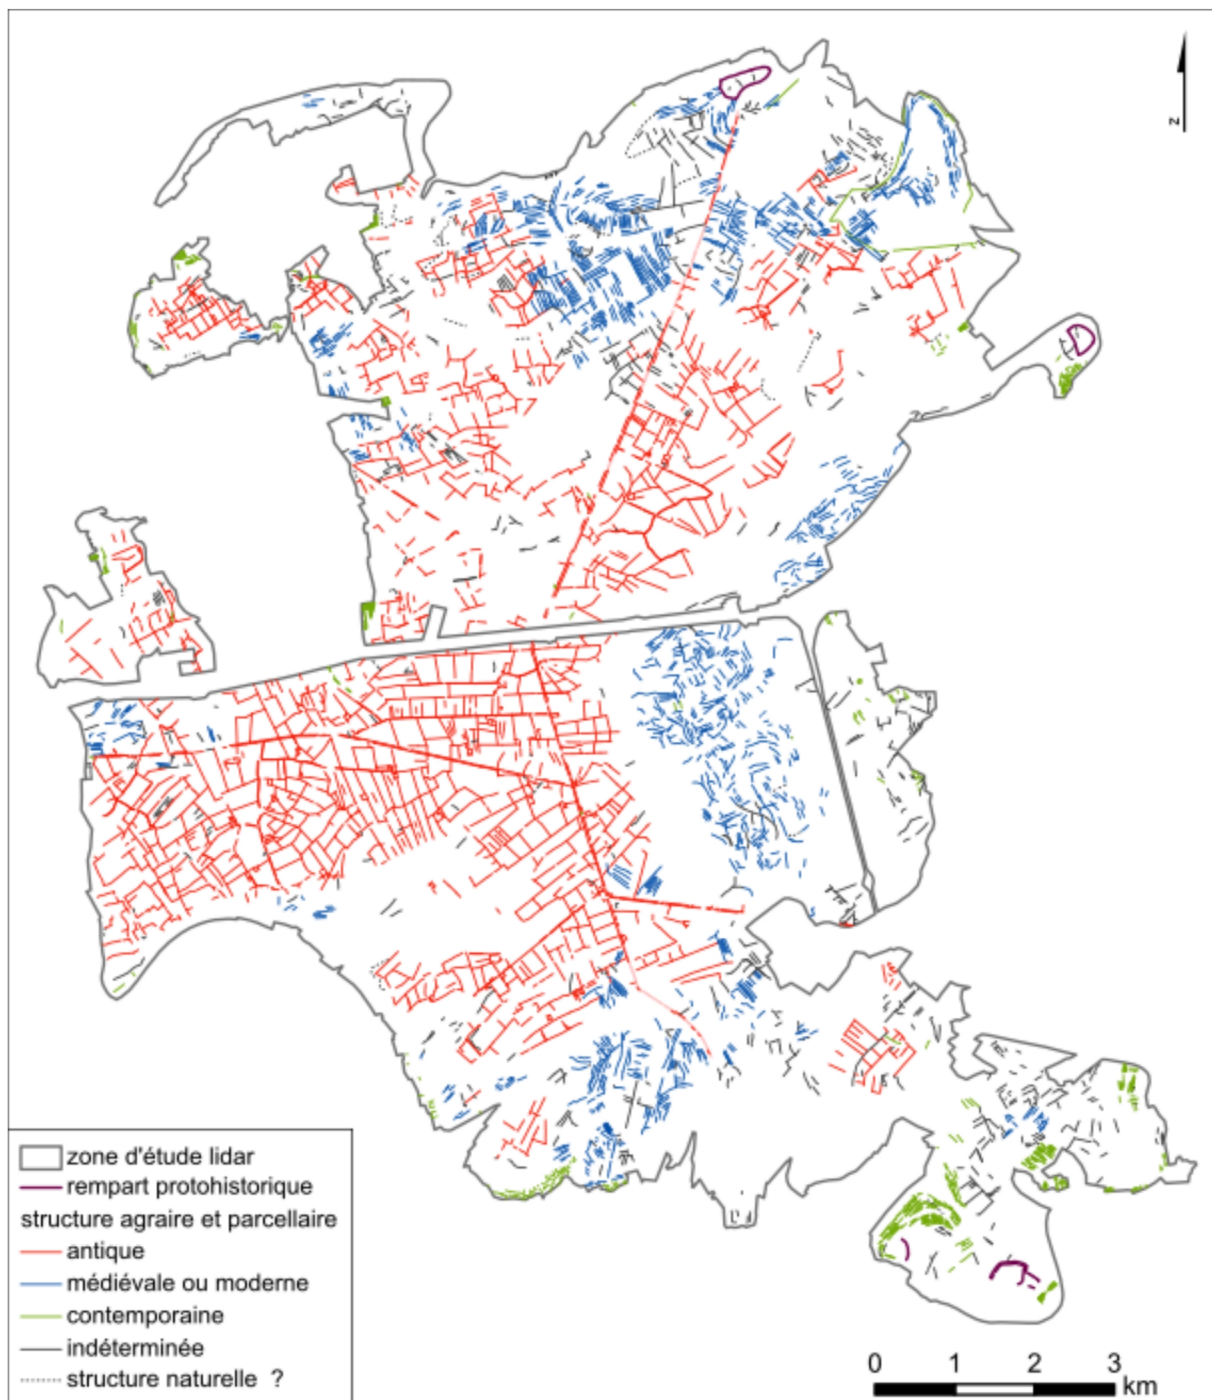 z
zone d'étude lidar
rempart protohistorique
structure agraire et parcellaire
antique
médiévale ou moderne
contemporaine
indéterminée
structure naturelle ?
0 1 2 3
km